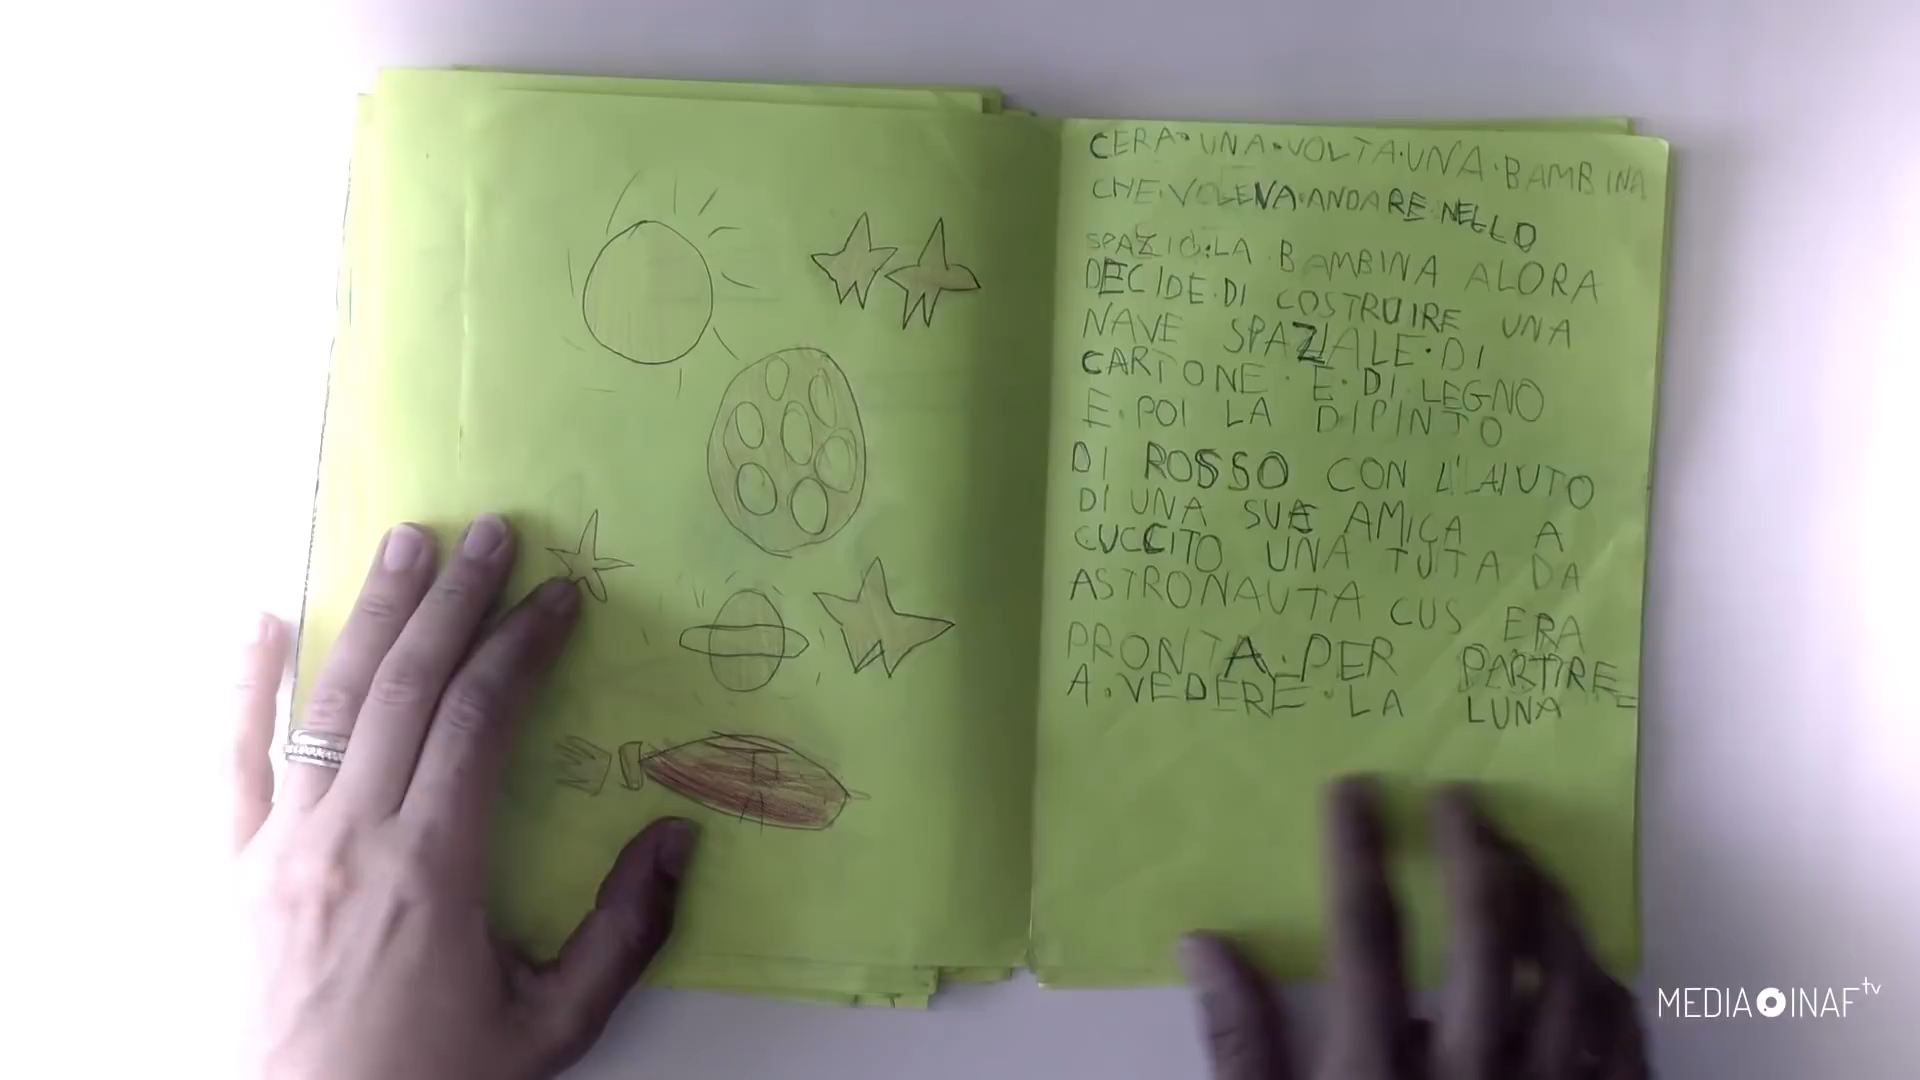 CERA·UNA·VOLTA·UNA·BAMBINA
CHE·VOLEVA·ANDARE·NELLO
SPAZIO:LA BAMBINA ALORA
DECIDE·DI COSTRUIRE UNA
NAVE SPAZIALE·DI
CARTONE·E·DI LEGNO
E·POI LA DIPINTO
DI ROSSO CON L'LAIUTO
DI UNA SUA AMICA A
CUCCITO UNA TUTA DA
ASTRONAUTA CUS ERA
PRONTA·PER PARTIRE
A·VEDERE·LA LUNA
MEDIA INAF tv